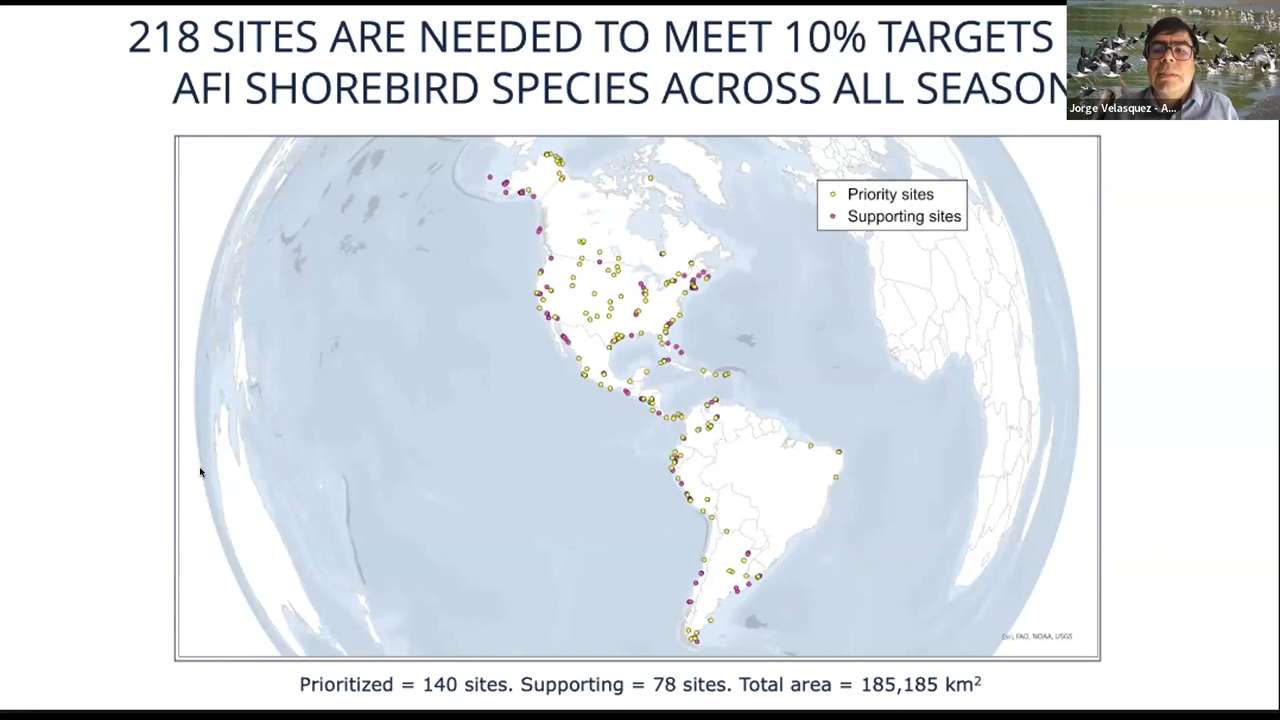 218 SITES ARE NEEDED TO MEET 10% TARGETS
AFI SHOREBIRD SPECIES ACROSS ALL SEASON
Jorge Velasquez - A...
Priority sites
Supporting sites
Esri, FAO, NOAA, USGS
Prioritized = 140 sites. Supporting = 78 sites. Total area = 185,185 km²